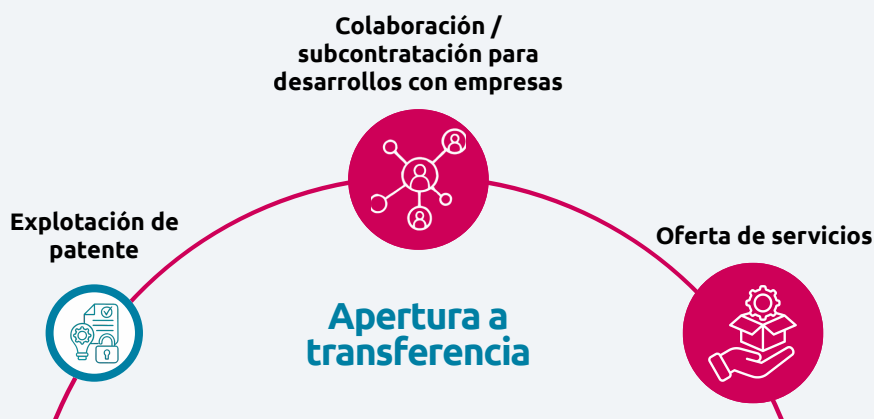 Colaboración /
subcontratación para
desarrollos con empresas
Explotación de
patente
Oferta de servicios
Apertura a
transferencia